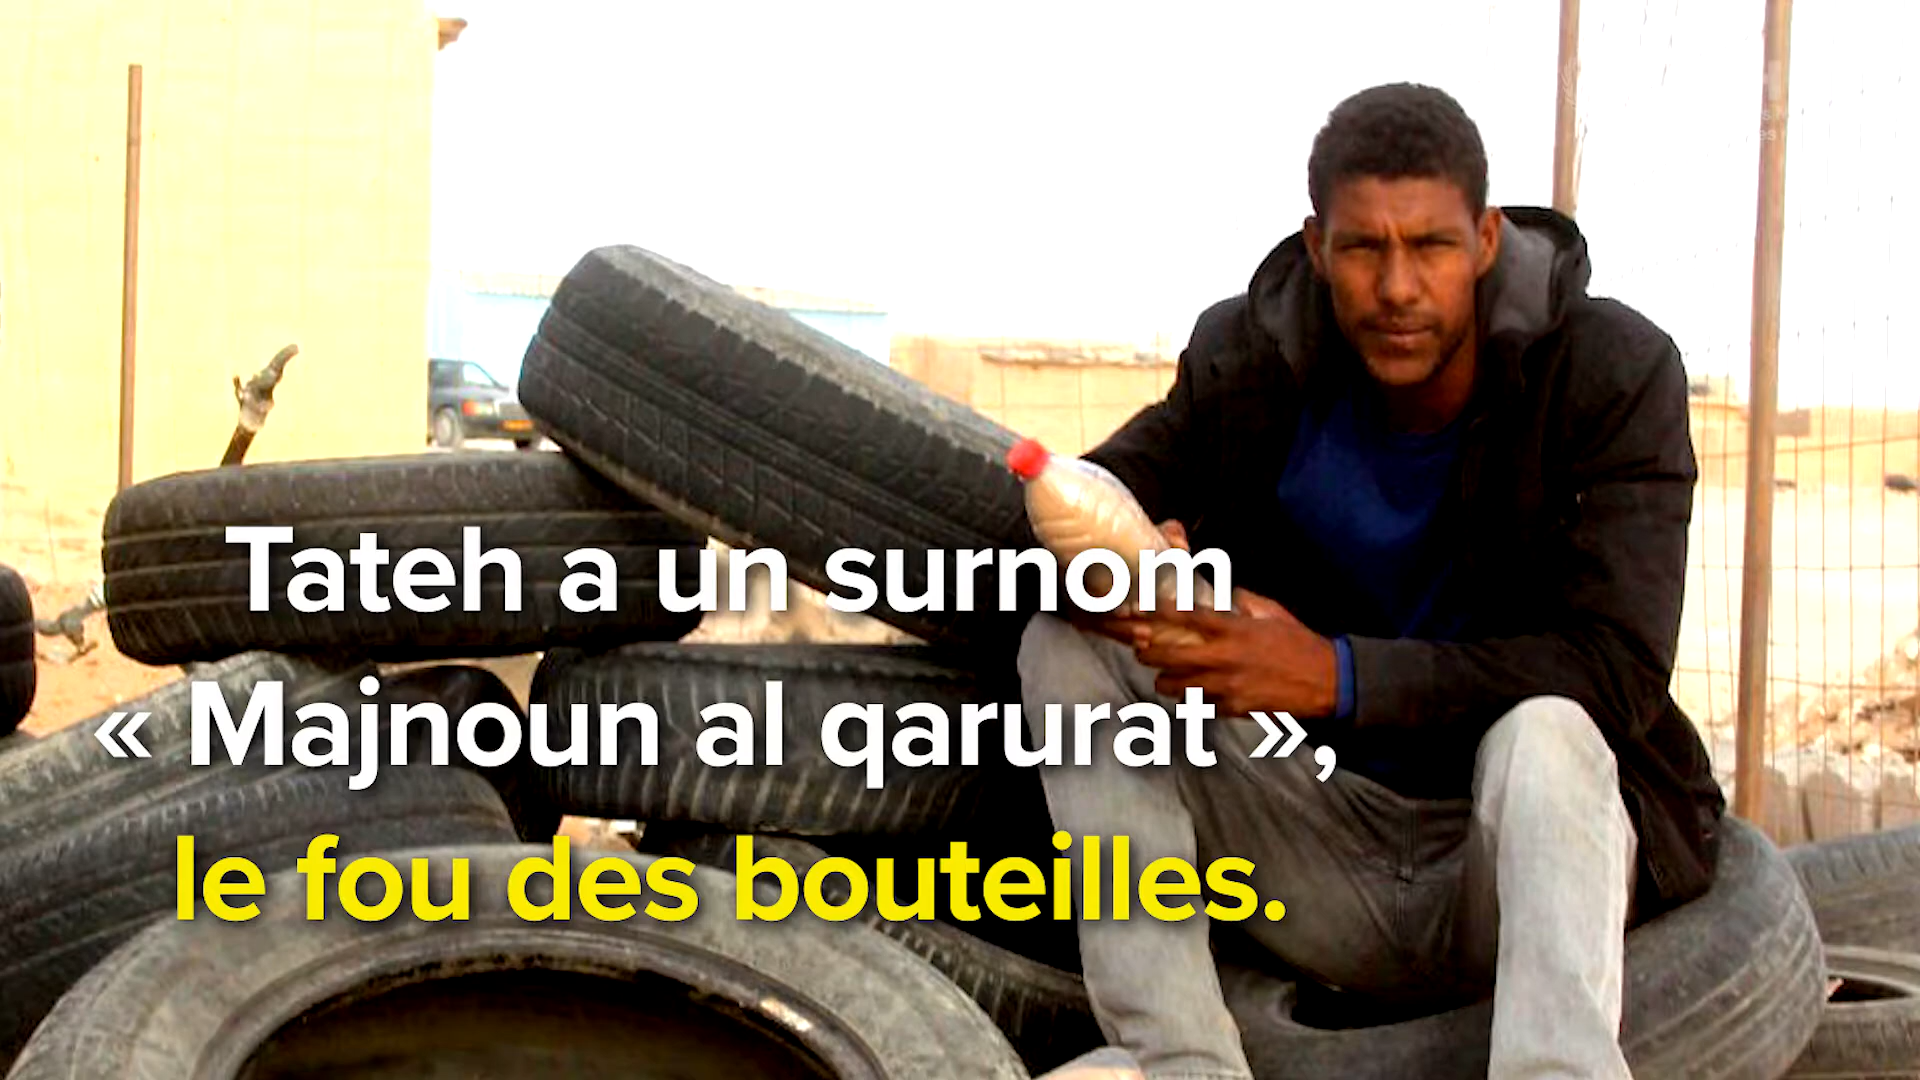 Tateh a un surnom
« Majnoun al qarurat »,
le fou des bouteilles.